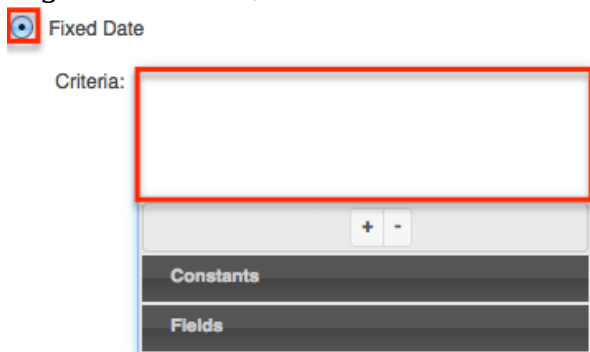 Fixed Date
Criteria:
+ -
Constants
Fields